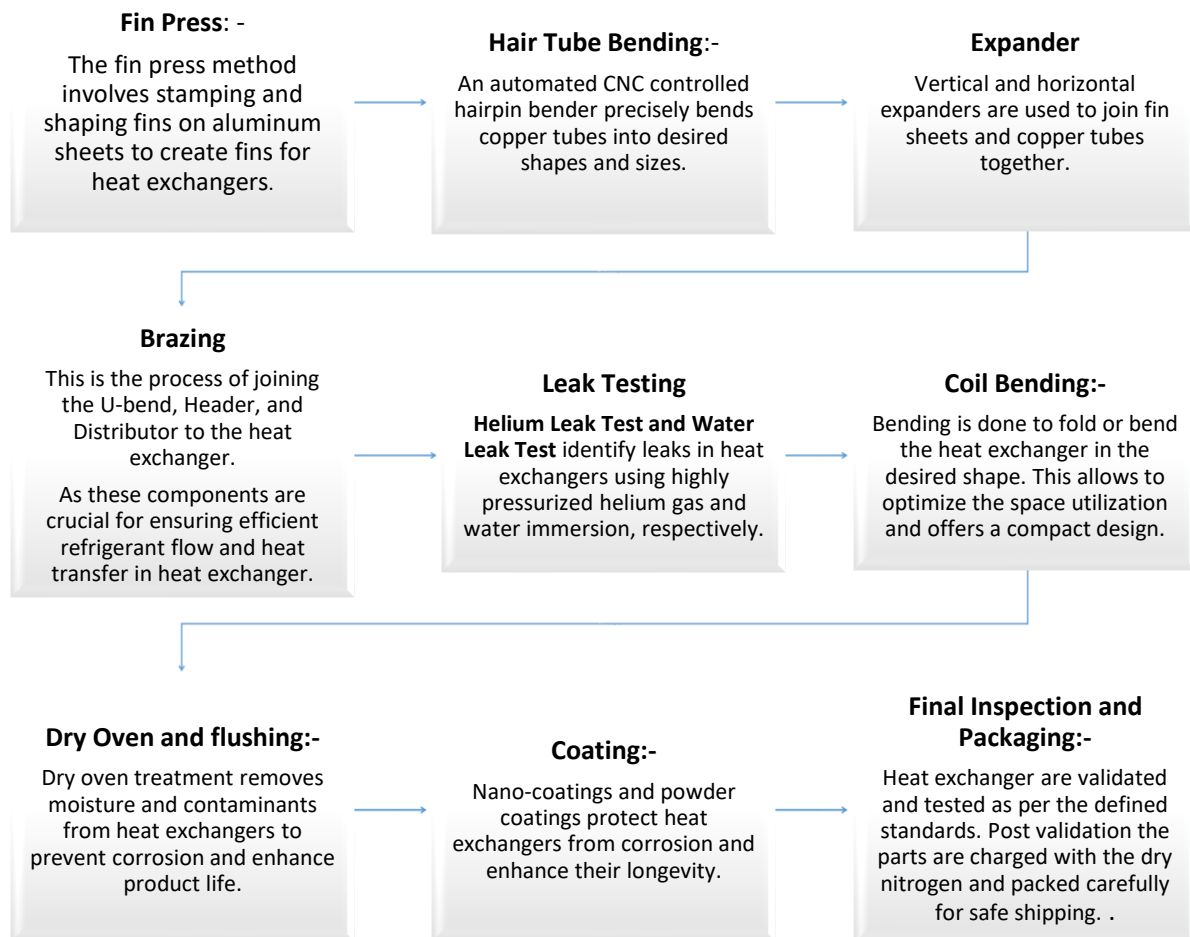 Fin Press: -
The fin press method
involves stamping and
shaping fins on aluminum
sheets to create fins for
heat exchangers.
Hair Tube Bending:-
An automated CNC controlled
hairpin bender precisely bends
copper tubes into desired
shapes and sizes.
Expander
Vertical and horizontal
expanders are used to join fin
sheets and copper tubes
together.
Brazing
This is the process of joining
the U-bend, Header, and
Distributor to the heat
exchanger.
As these components are
crucial for ensuring efficient
refrigerant flow and heat
transfer in heat exchanger.
Leak Testing
Helium Leak Test and Water
Leak Test identify leaks in heat
exchangers using highly
pressurized helium gas and
water immersion, respectively.
Coil Bending:-
Bending is done to fold or bend
the heat exchanger in the
desired shape. This allows to
optimize the space utilization
and offers a compact design.
Dry Oven and flushing:-
Dry oven treatment removes
moisture and contaminants
from heat exchangers to
prevent corrosion and enhance
product life.
Coating:-
Nano-coatings and powder
coatings protect heat
exchangers from corrosion and
enhance their longevity.
Final Inspection and
Packaging:-
Heat exchanger are validated
and tested as per the defined
standards. Post validation the
parts are charged with the dry
nitrogen and packed carefully
for safe shipping. .